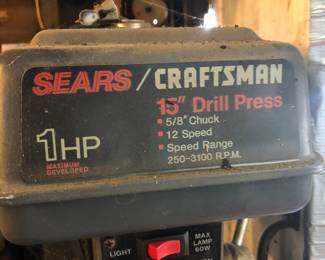 SEARS/CRAFTSMAN
15" Drill Press
▪ 5/8" Chuck
▪ 12 Speed
▪ Speed Range
250-3100 R.P.M.
1HP
MAXIMUM
DEVELOPED
LIGHT
MAX
LAMP
60W